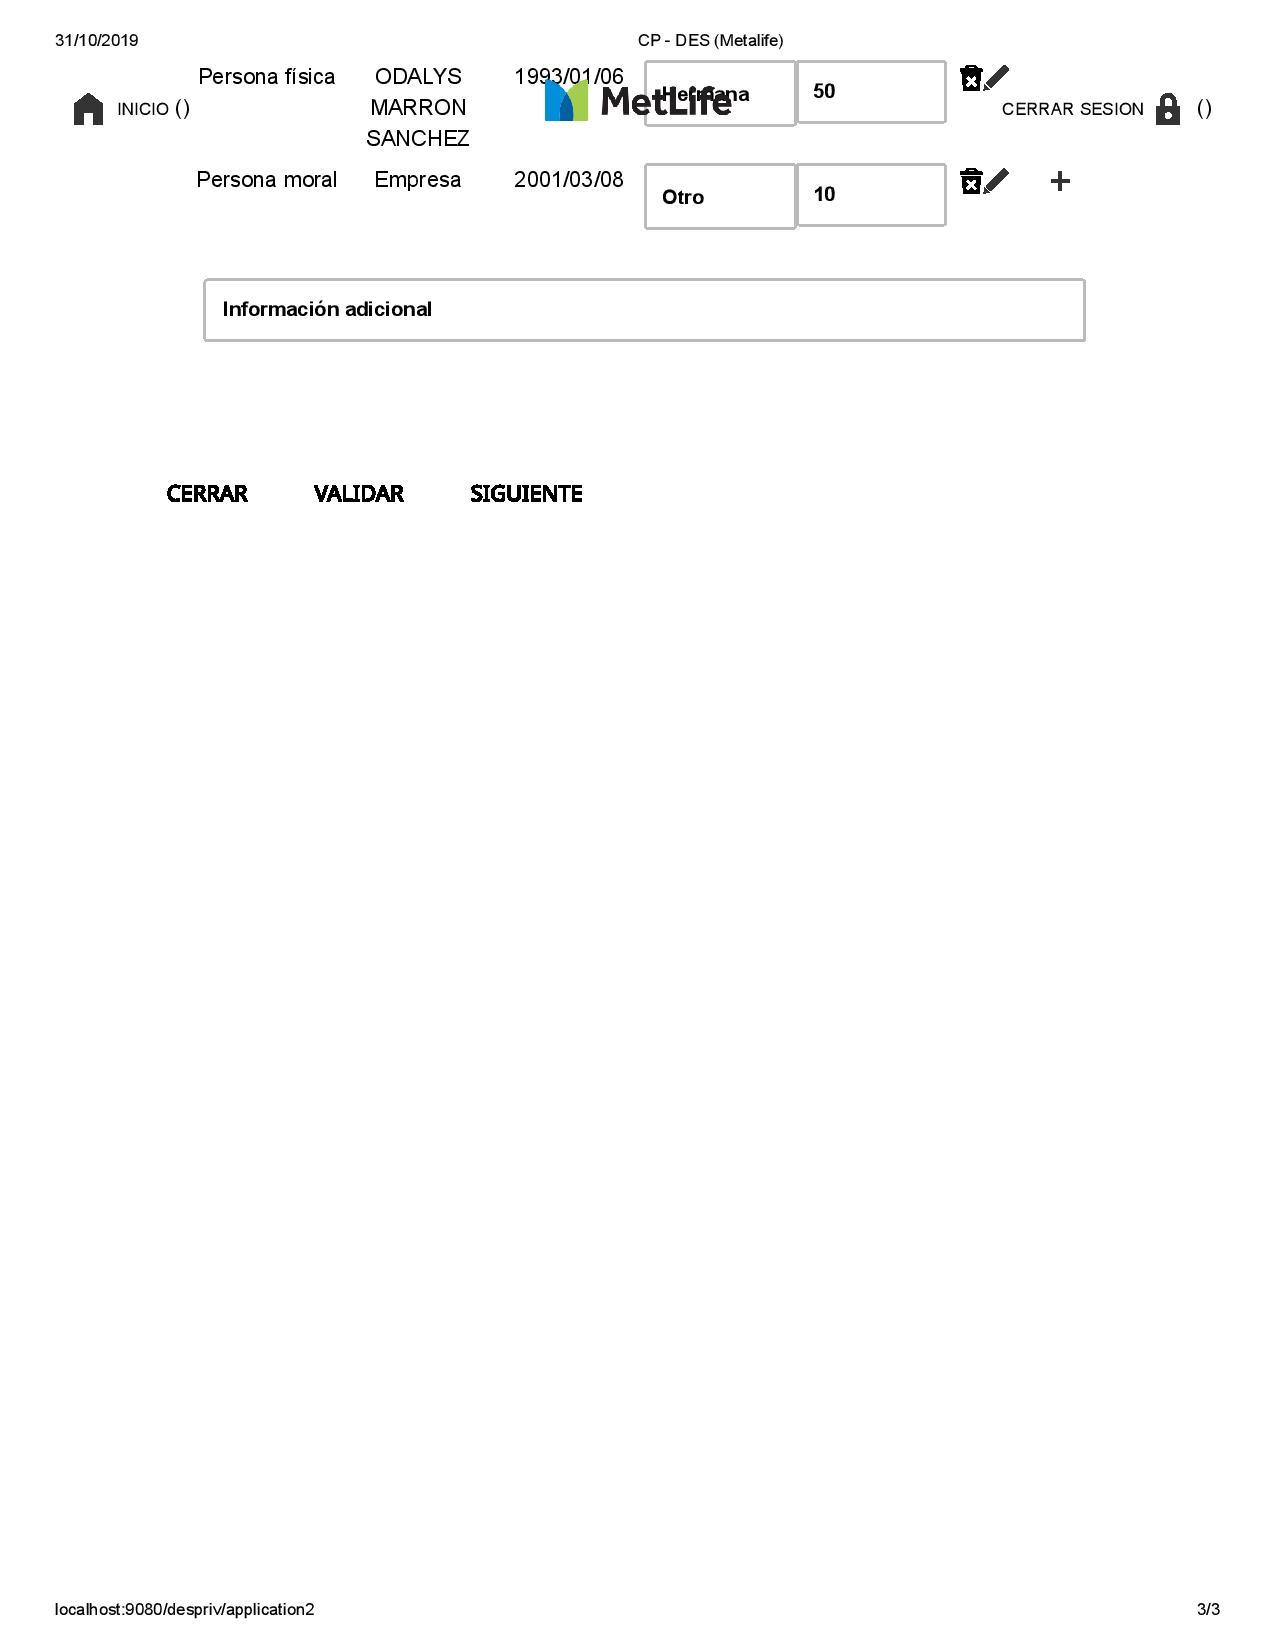 31/10/2019 CP - DES (Metalife)
Persona física ODALYS MARRON SANCHEZ 1993/01/06 Hermana 50
INICIO () MetLife CERRAR SESION ()
Persona moral Empresa 2001/03/08 Otro 10 +
Información adicional
CERRAR VALIDAR SIGUIENTE
localhost:9080/despriv/application2 3/3